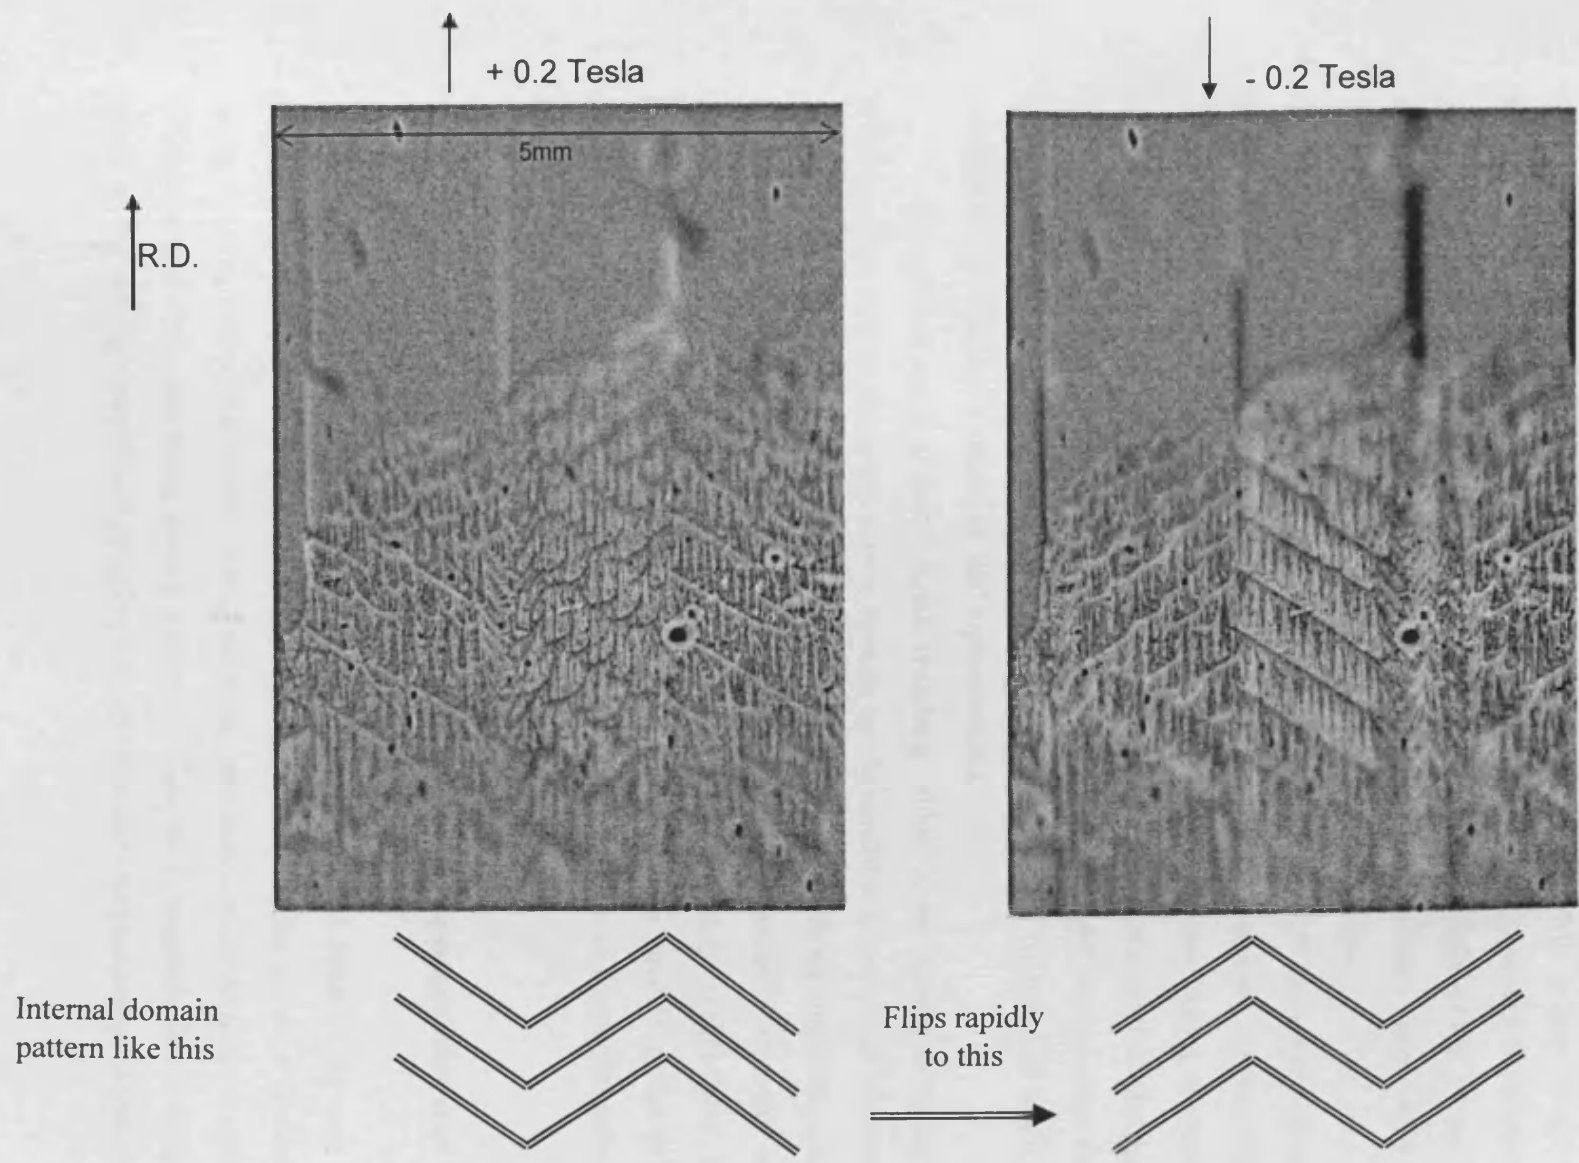 + 0.2 Tesla
- 0.2 Tesla
5mm
R.D.
Internal domain
pattern like this
Flips rapidly
to this